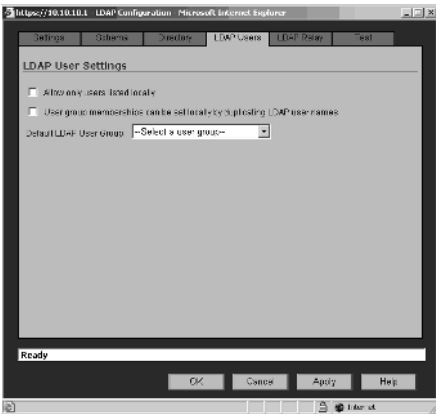 https://10.10.10.1 - LDAP Configuration - Microsoft Internet Explorer
Settings Schema Directory LDAP Users LDAP Relay Test
LDAP User Settings
Allow only users listed locally
User group memberships can be set locally by duplicating LDAP user names
Default LDAP User Group --Select a user group--
Ready
OK Cancel Apply Help
Internet